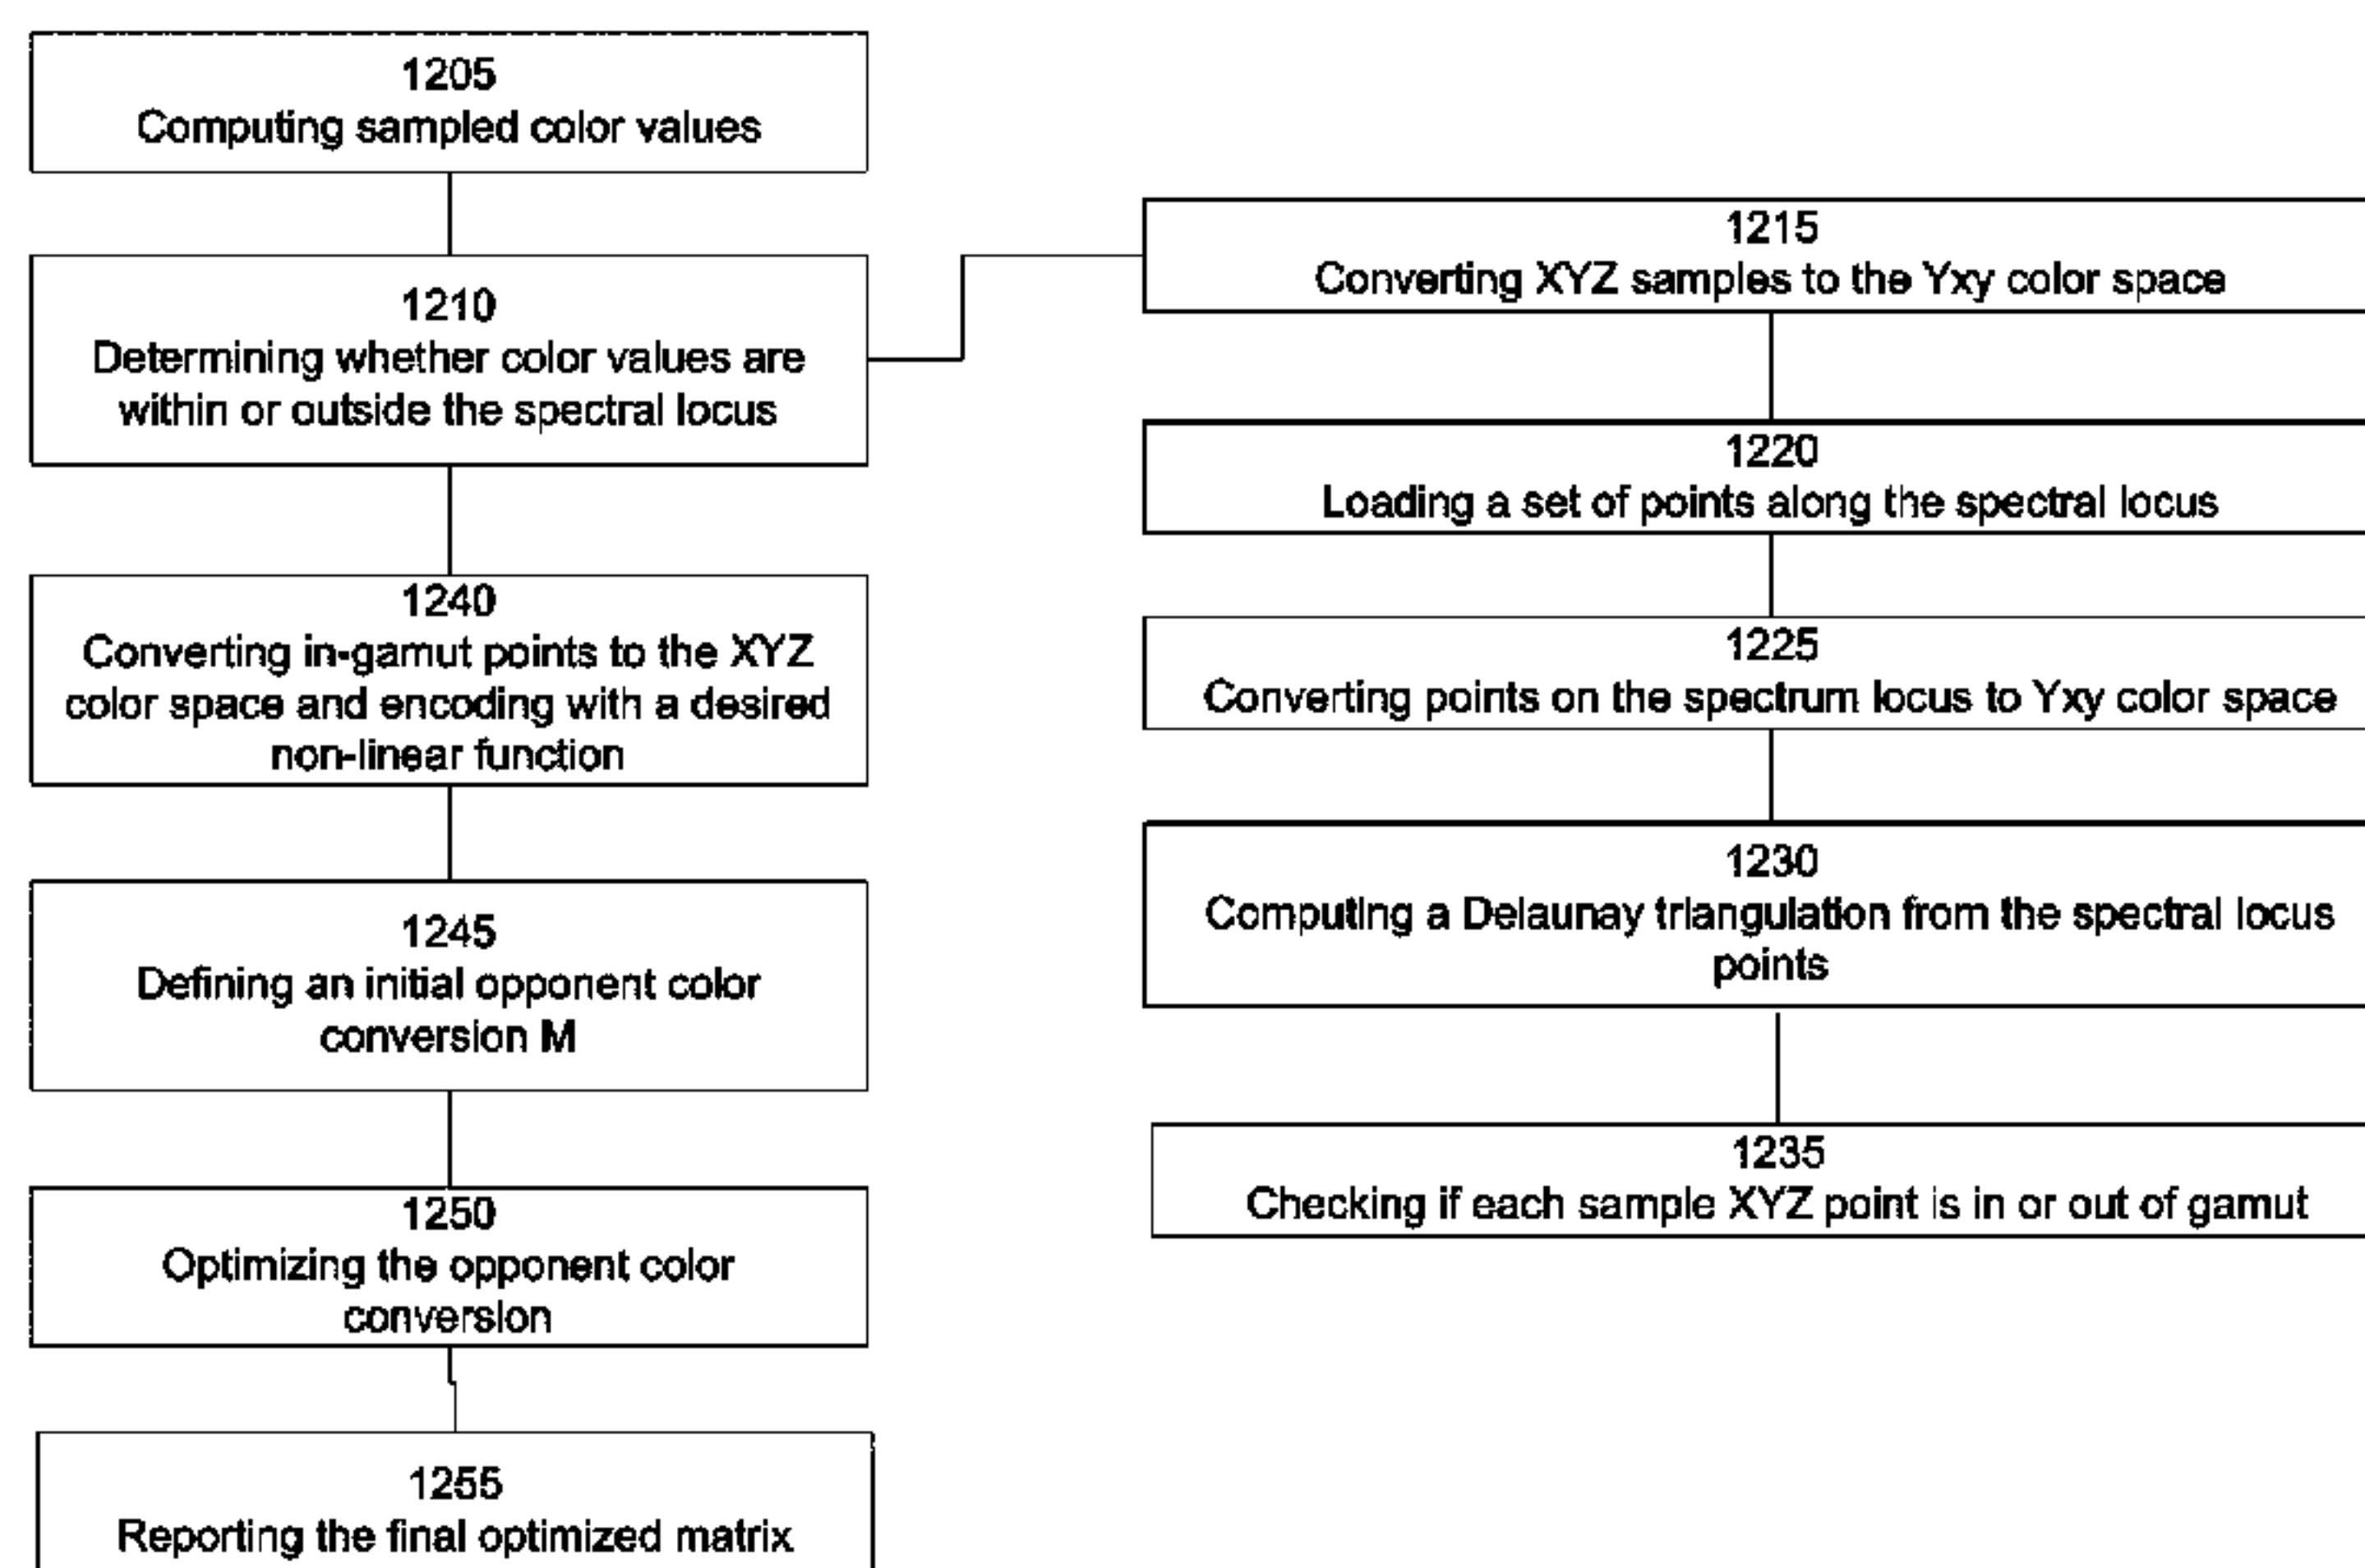 1205
Computing sampled color values
1210
Determining whether color values are
within or outside the spectral locus
1240
Converting in-gamut points to the XYZ
color space and encoding with a desired
non-linear function
1245
Defining an initial opponent color
conversion M
1250
Optimizing the opponent color
conversion
1255
Reporting the final optimized matrix
1215
Converting XYZ samples to the Yxy color space
1220
Loading a set of points along the spectral locus
1225
Converting points on the spectrum locus to Yxy color space
1230
Computing a Delaunay triangulation from the spectral locus
points
1235
Checking if each sample XYZ point is in or out of gamut